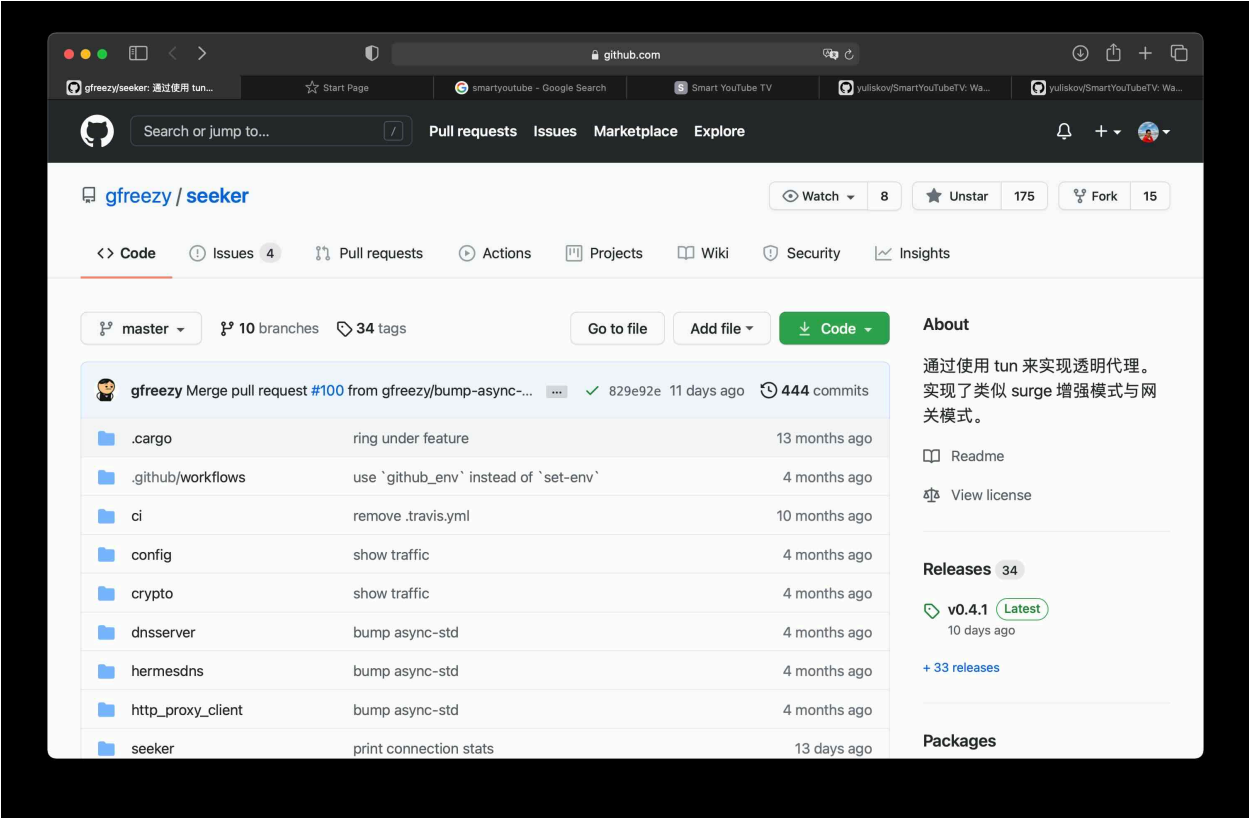 github.com
gfreezy/seeker: 通过使用 tun...
Start Page
smartyoutube - Google Search
Smart YouTube TV
yuliskov/SmartYouTubeTV: Wa...
yuliskov/SmartYouTubeTV: Wa...
Search or jump to... /
Pull requests Issues Marketplace Explore
gfreezy / seeker
Watch 8 Unstar 175 Fork 15
Code Issues 4 Pull requests Actions Projects Wiki Security Insights
master 10 branches 34 tags Go to file Add file Code
gfreezy Merge pull request #100 from gfreezy/bump-async-... ... 829e92e 11 days ago 444 commits
.cargo ring under feature 13 months ago
.github/workflows use `github_env` instead of `set-env` 4 months ago
ci remove .travis.yml 10 months ago
config show traffic 4 months ago
crypto show traffic 4 months ago
dnsserver bump async-std 4 months ago
hermesdns bump async-std 4 months ago
http_proxy_client bump async-std 4 months ago
seeker print connection stats 13 days ago
About
通过使用 tun 来实现透明代理。
实现了类似 surge 增强模式与网
关模式。
Readme
View license
Releases 34
v0.4.1 Latest
10 days ago
+ 33 releases
Packages